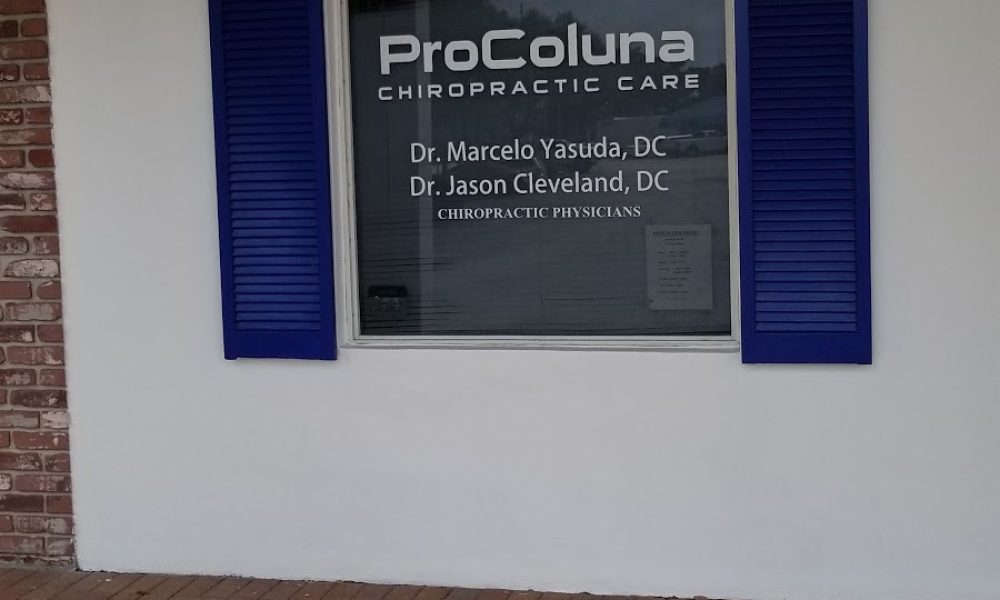 ProColuna
CHIROPRACTIC CARE
Dr. Marcelo Yasuda, DC
Dr. Jason Cleveland, DC
CHIROPRACTIC PHYSICIANS